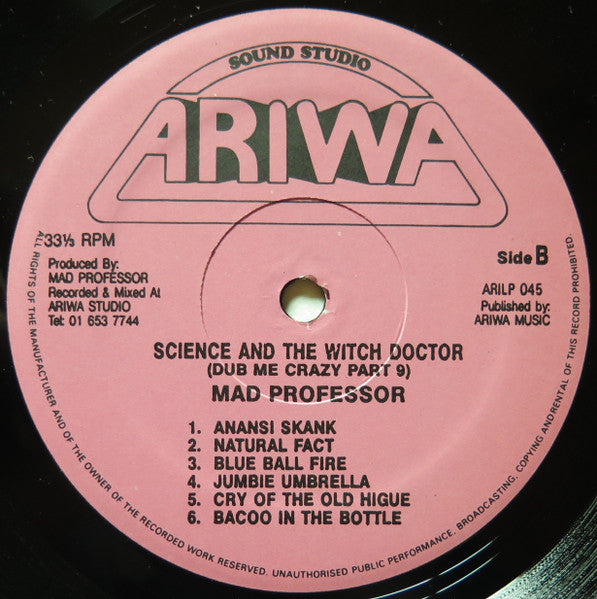 SOUND STUDIO
ARIWA
33⅓ RPM
Side B
Produced By:
MAD PROFESSOR
Recorded & Mixed At
ARIWA STUDIO
Tel: 01 653 7744
ARILP 045
Published by:
ARIWA MUSIC
SCIENCE AND THE WITCH DOCTOR
(DUB ME CRAZY PART 9)
MAD PROFESSOR
1. ANANSI SKANK
2. NATURAL FACT
3. BLUE BALL FIRE
4. JUMBIE UMBRELLA
5. CRY OF THE OLD HIGUE
6. BACOO IN THE BOTTLE
ALL RIGHTS OF THE MANUFACTURER AND OF THE OWNER OF THE RECORDED WORK RESERVED. UNAUTHORISED PUBLIC PERFORMANCE. BROADCASTING. COPYING ANDRENTAL OF THIS RECORD PROHIBITED.